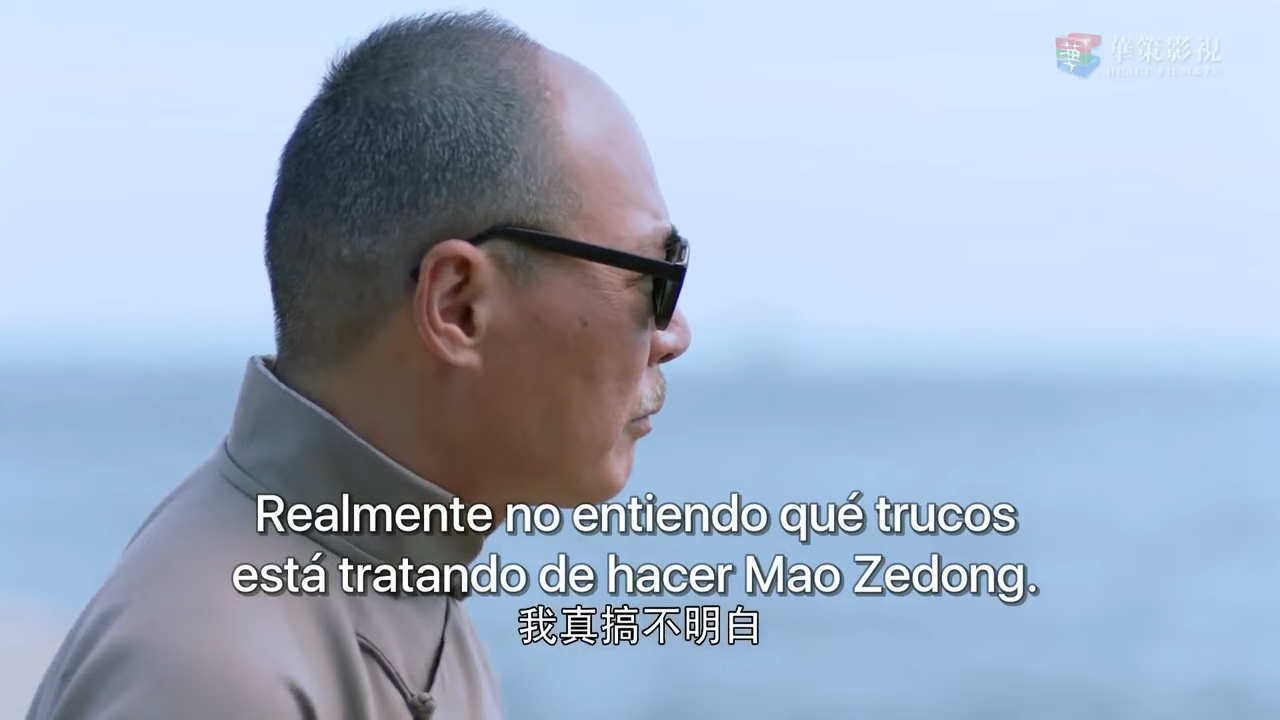 華策影視
Realmente no entiendo qué trucos
está tratando de hacer Mao Zedong.
我真搞不明白